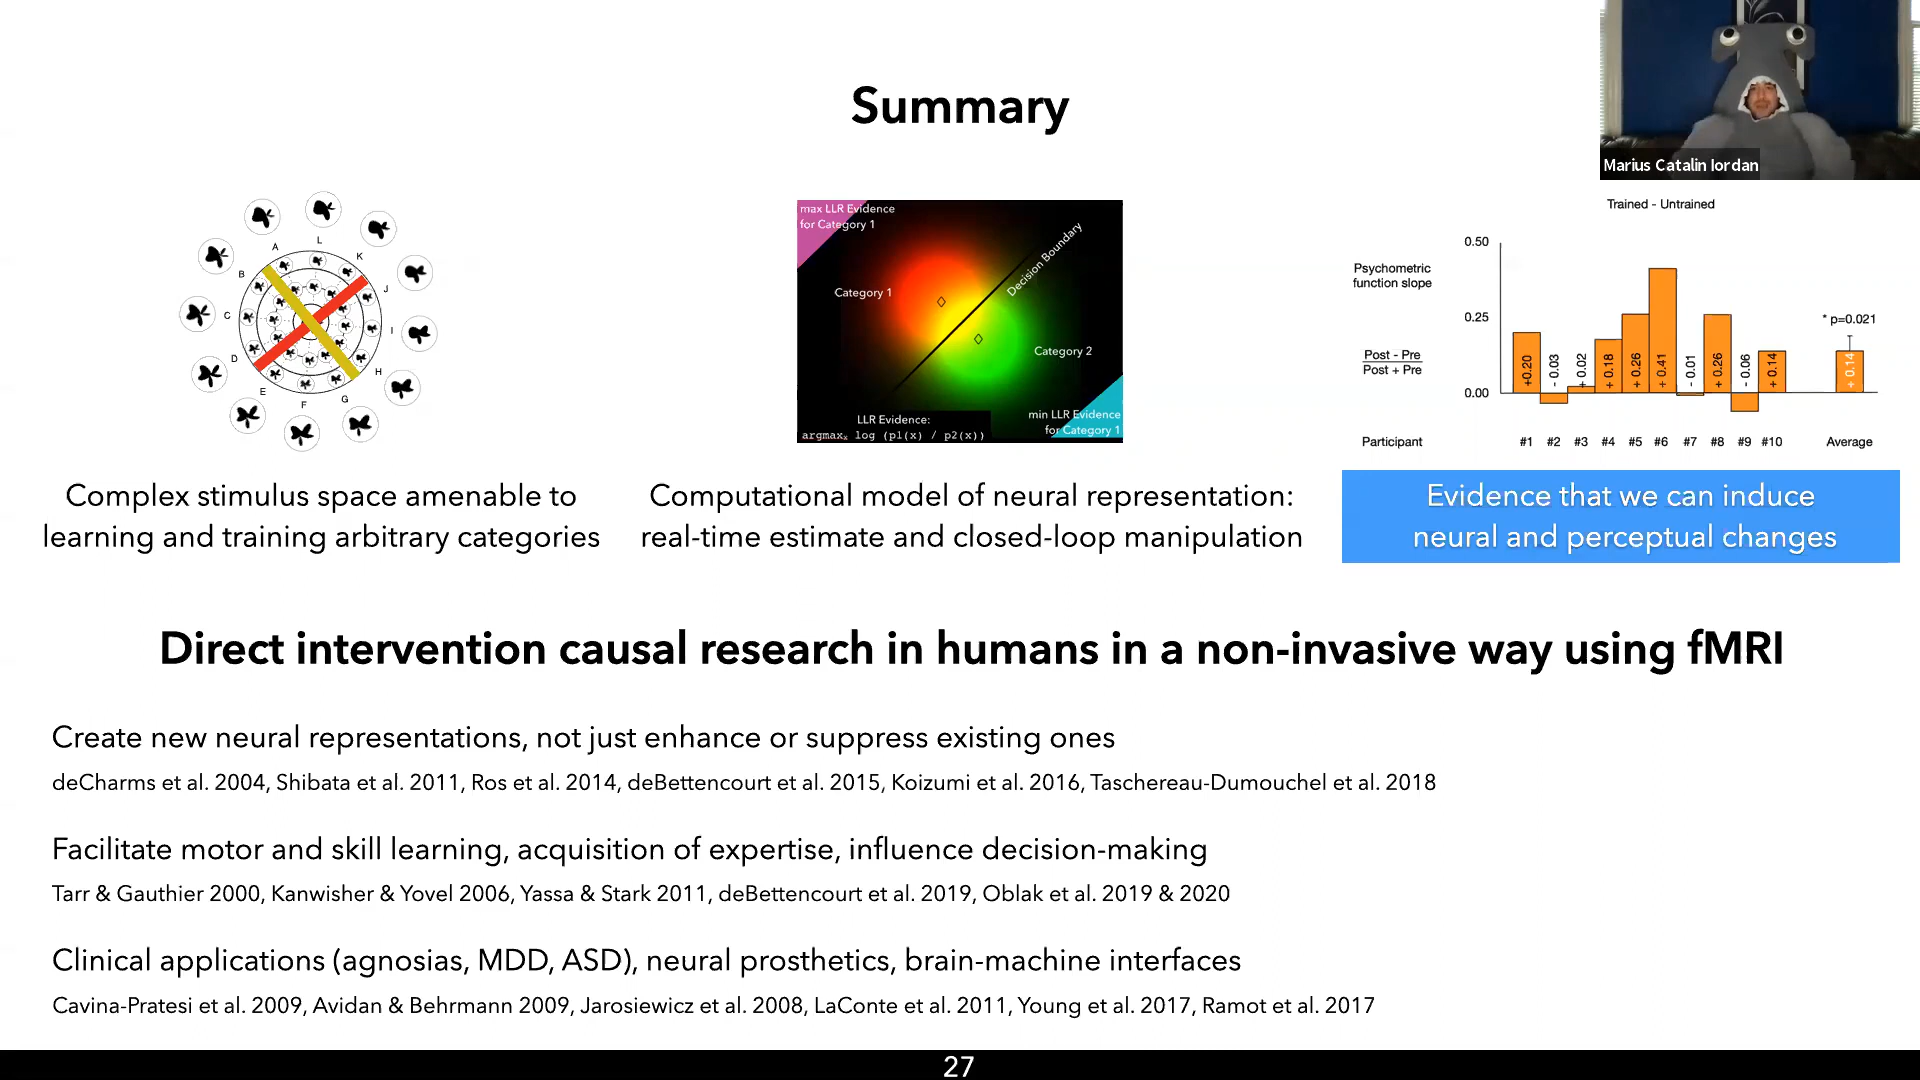 Summary
Marius Catalin Iordan
A
L
K
B
J
C
I
D
H
E
F
G
max LLR Evidence
for Category 1
Decision Boundary
Category 1
Category 2
LLR Evidence:
argmaxₓ log (p1(x) / p2(x))
min LLR Evidence
for Category 1
Trained - Untrained
0.50
Psychometric
function slope
0.25
* p=0.021
Post - Pre
Post + Pre
0.00
+0.20
- 0.03
+ 0.02
+ 0.18
+ 0.26
+ 0.41
- 0.01
+ 0.26
- 0.06
+ 0.14
+ 0.14
Participant #1 #2 #3 #4 #5 #6 #7 #8 #9 #10 Average
Complex stimulus space amenable to
learning and training arbitrary categories
Computational model of neural representation:
real-time estimate and closed-loop manipulation
Evidence that we can induce
neural and perceptual changes
Direct intervention causal research in humans in a non-invasive way using fMRI
Create new neural representations, not just enhance or suppress existing ones
deCharms et al. 2004, Shibata et al. 2011, Ros et al. 2014, deBettencourt et al. 2015, Koizumi et al. 2016, Taschereau-Dumouchel et al. 2018
Facilitate motor and skill learning, acquisition of expertise, influence decision-making
Tarr & Gauthier 2000, Kanwisher & Yovel 2006, Yassa & Stark 2011, deBettencourt et al. 2019, Oblak et al. 2019 & 2020
Clinical applications (agnosias, MDD, ASD), neural prosthetics, brain-machine interfaces
Cavina-Pratesi et al. 2009, Avidan & Behrmann 2009, Jarosiewicz et al. 2008, LaConte et al. 2011, Young et al. 2017, Ramot et al. 2017
27